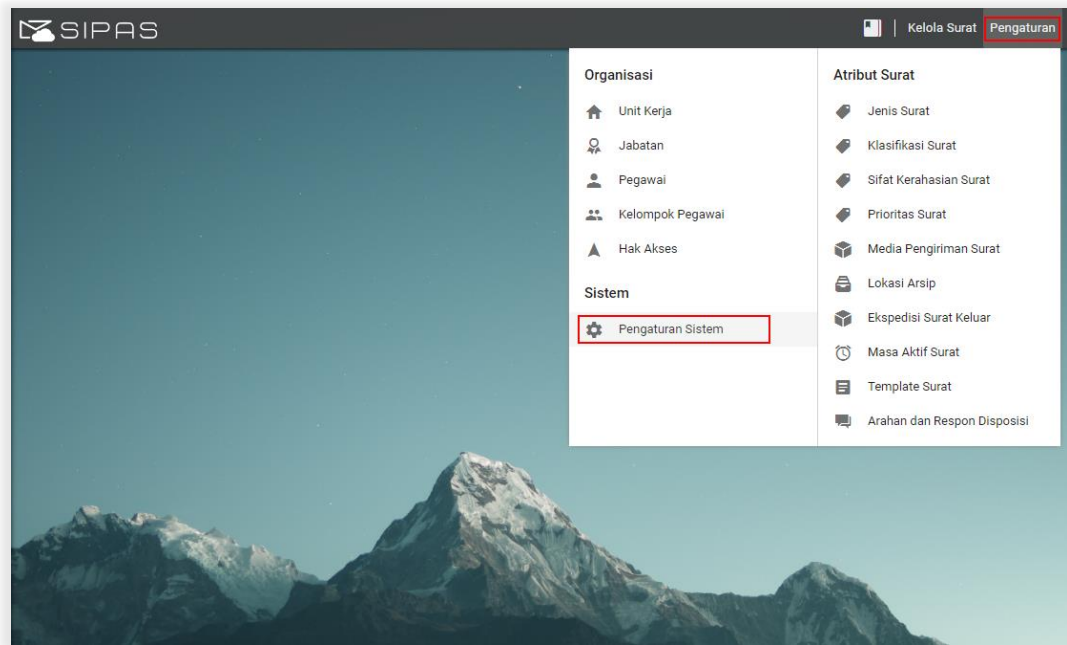 SIPAS
Kelola Surat
Pengaturan
Organisasi
Unit Kerja
Jabatan
Pegawai
Kelompok Pegawai
Hak Akses
Sistem
Pengaturan Sistem
Atribut Surat
Jenis Surat
Klasifikasi Surat
Sifat Kerahasian Surat
Prioritas Surat
Media Pengiriman Surat
Lokasi Arsip
Ekspedisi Surat Keluar
Masa Aktif Surat
Template Surat
Arahan dan Respon Disposisi